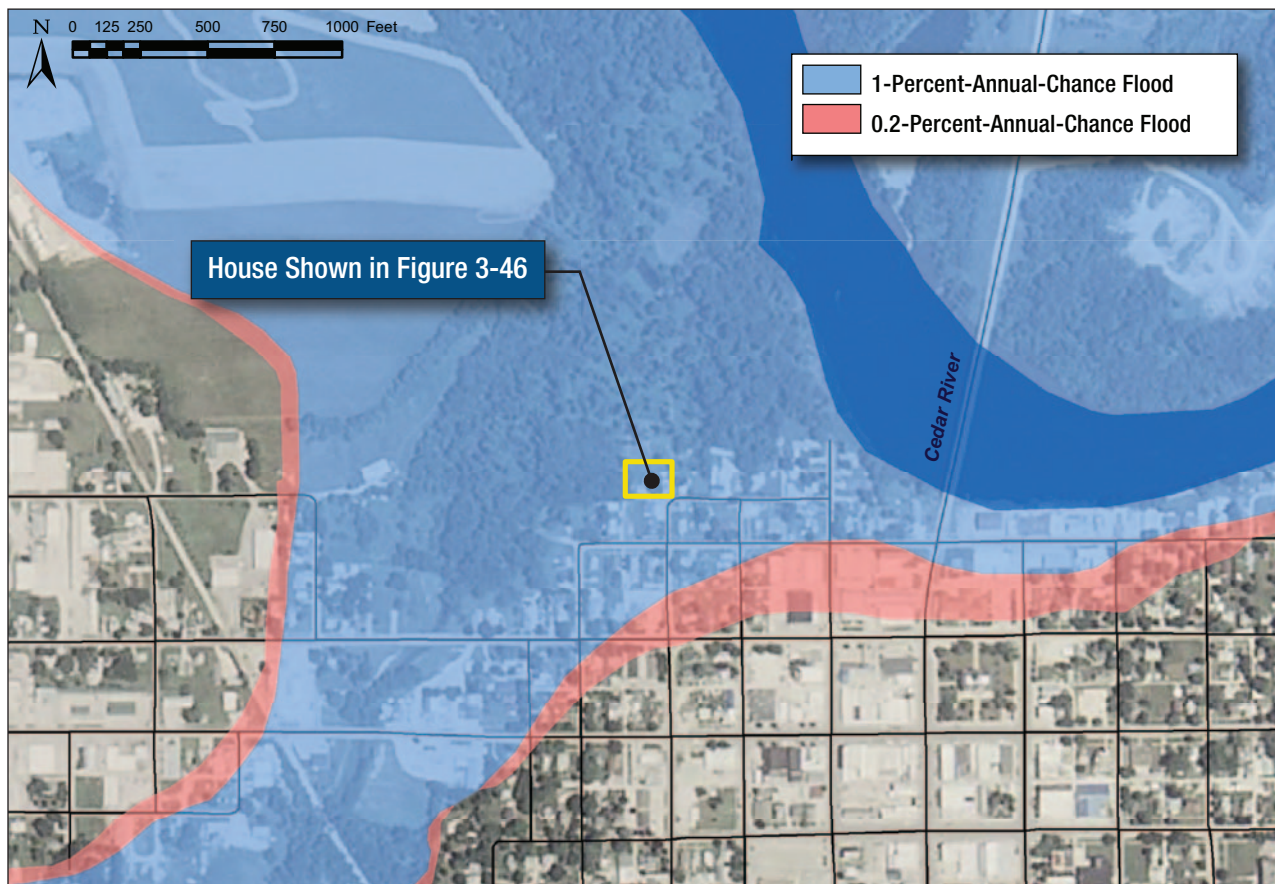 N 0 125 250 500 750 1000 Feet
1-Percent-Annual-Chance Flood
0.2-Percent-Annual-Chance Flood
House Shown in Figure 3-46
Cedar River